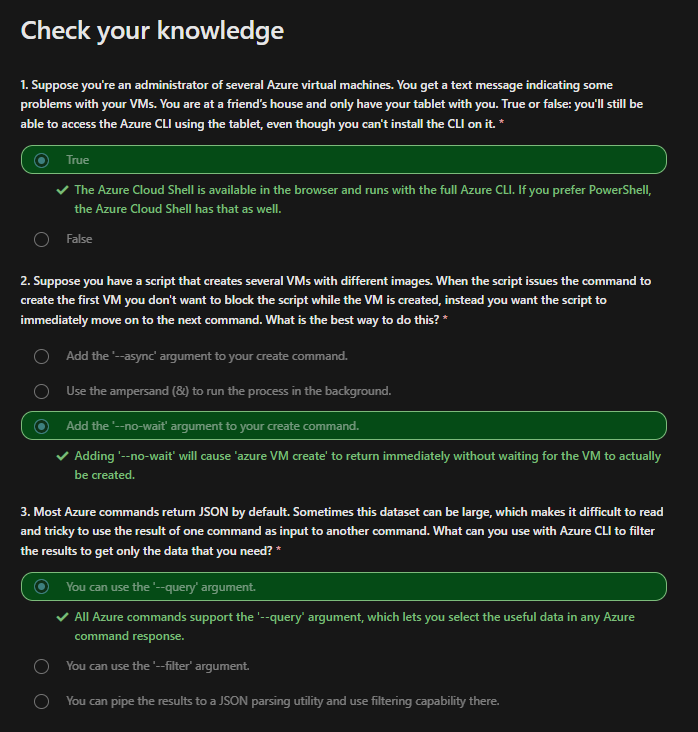 Check your knowledge
1. Suppose you're an administrator of several Azure virtual machines. You get a text message indicating some
problems with your VMs. You are at a friend's house and only have your tablet with you. True or false: you'll still be
able to access the Azure CLI using the tablet, even though you can't install the CLI on it. *
True
The Azure Cloud Shell is available in the browser and runs with the full Azure CLI. If you prefer PowerShell,
the Azure Cloud Shell has that as well.
False
2. Suppose you have a script that creates several VMs with different images. When the script issues the command to
create the first VM you don't want to block the script while the VM is created, instead you want the script to
immediately move on to the next command. What is the best way to do this? *
Add the '--async' argument to your create command.
Use the ampersand (&) to run the process in the background.
Add the '--no-wait' argument to your create command.
Adding '--no-wait' will cause 'azure VM create' to return immediately without waiting for the VM to actually
be created.
3. Most Azure commands return JSON by default. Sometimes this dataset can be large, which makes it difficult to read
and tricky to use the result of one command as input to another command. What can you use with Azure CLI to filter
the results to get only the data that you need? *
You can use the '--query' argument.
All Azure commands support the '--query' argument, which lets you select the useful data in any Azure
command response.
You can use the '--filter' argument.
You can pipe the results to a JSON parsing utility and use filtering capability there.